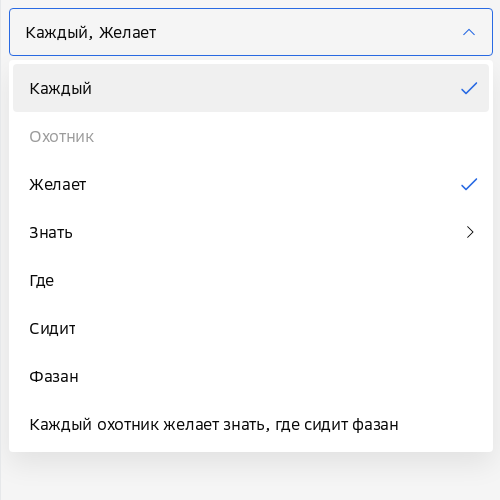 Каждый, Желает
Каждый
Охотник
Желает
Знать
Где
Сидит
Фазан
Каждый охотник желает знать, где сидит фазан